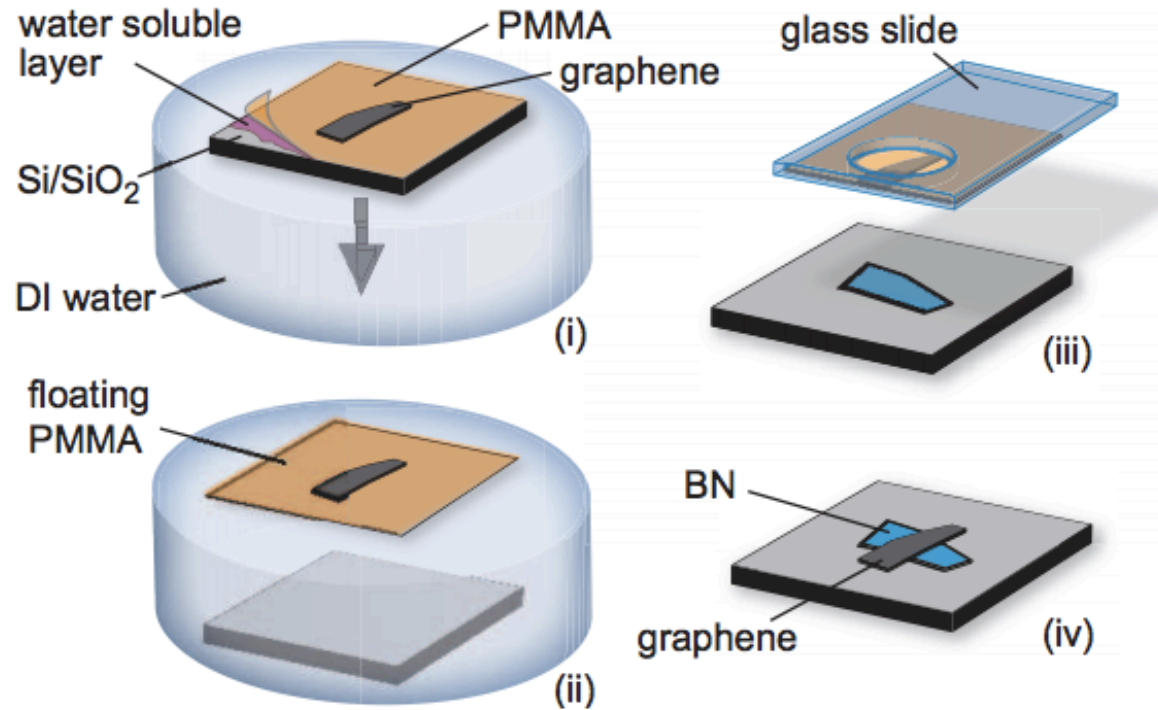 water soluble
layer
PMMA
graphene
Si/SiO₂
DI water
(i)
glass slide
(iii)
floating
PMMA
(ii)
BN
graphene
(iv)